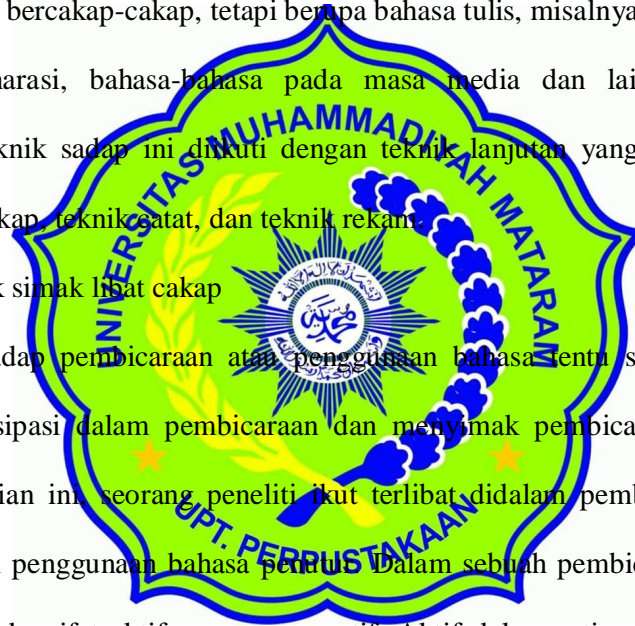 bercakap-cakap, tetapi berupa bahasa tulis, misalnya
narasi, bahasa-bahasa pada masa media dan lai
knik sadap ini diikuti dengan teknik lanjutan yang
kap, teknik catat, dan teknik rekam.
k simak libat cakap
adap pembicaraan atau penggunaan bahasa tentu s
sipasi dalam pembicaraan dan menyimak pembica
ian ini, seorang peneliti ikut terlibat didalam pemb
penggunaan bahasa penutur. Dalam sebuah pembic
UNIVERSITAS MUHAMMADIYAH MATARAM
UPT. PERPUSTAKAAN